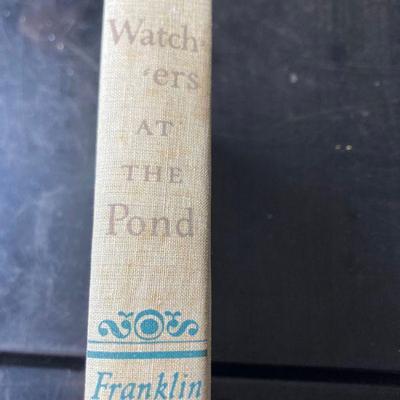 Watch-
ers
AT
THE
Pond
Franklin